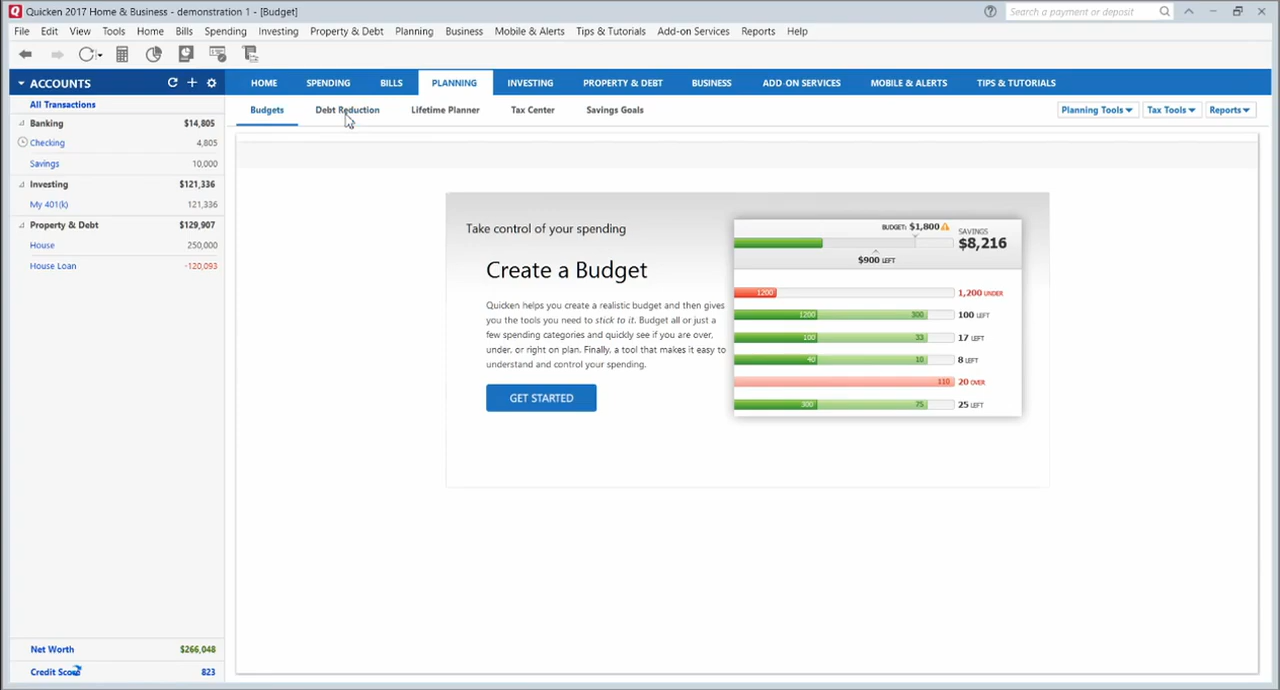 Quicken 2017 Home & Business - demonstration 1 - [Budget]
Search a payment or deposit
File Edit View Tools Home Bills Spending Investing Property & Debt Planning Business Mobile & Alerts Tips & Tutorials Add-on Services Reports Help
ACCOUNTS
HOME SPENDING BILLS PLANNING INVESTING PROPERTY & DEBT BUSINESS ADD-ON SERVICES MOBILE & ALERTS TIPS & TUTORIALS
All Transactions
Budgets Debt Reduction Lifetime Planner Tax Center Savings Goals Planning Tools Tax Tools Reports
Banking $14,805
Checking 4,805
Savings 10,000
Investing $121,336
My 401(k) 121,336
Property & Debt $129,907
House 250,000
House Loan -120,093
Take control of your spending
Create a Budget
Quicken helps you create a realistic budget and then gives
you the tools you need to stick to it. Budget all or just a
few spending categories and quickly see if you are over,
under, or right on plan. Finally, a tool that makes it easy to
understand and control your spending.
GET STARTED
BUDGET: $1,800
SAVINGS
$8,216
$900 LEFT
1200 1,200 UNDER
1200 300 100 LEFT
100 33 17 LEFT
40 10 8 LEFT
110 20 OVER
300 75 25 LEFT
Net Worth $266,048
Credit Score 823